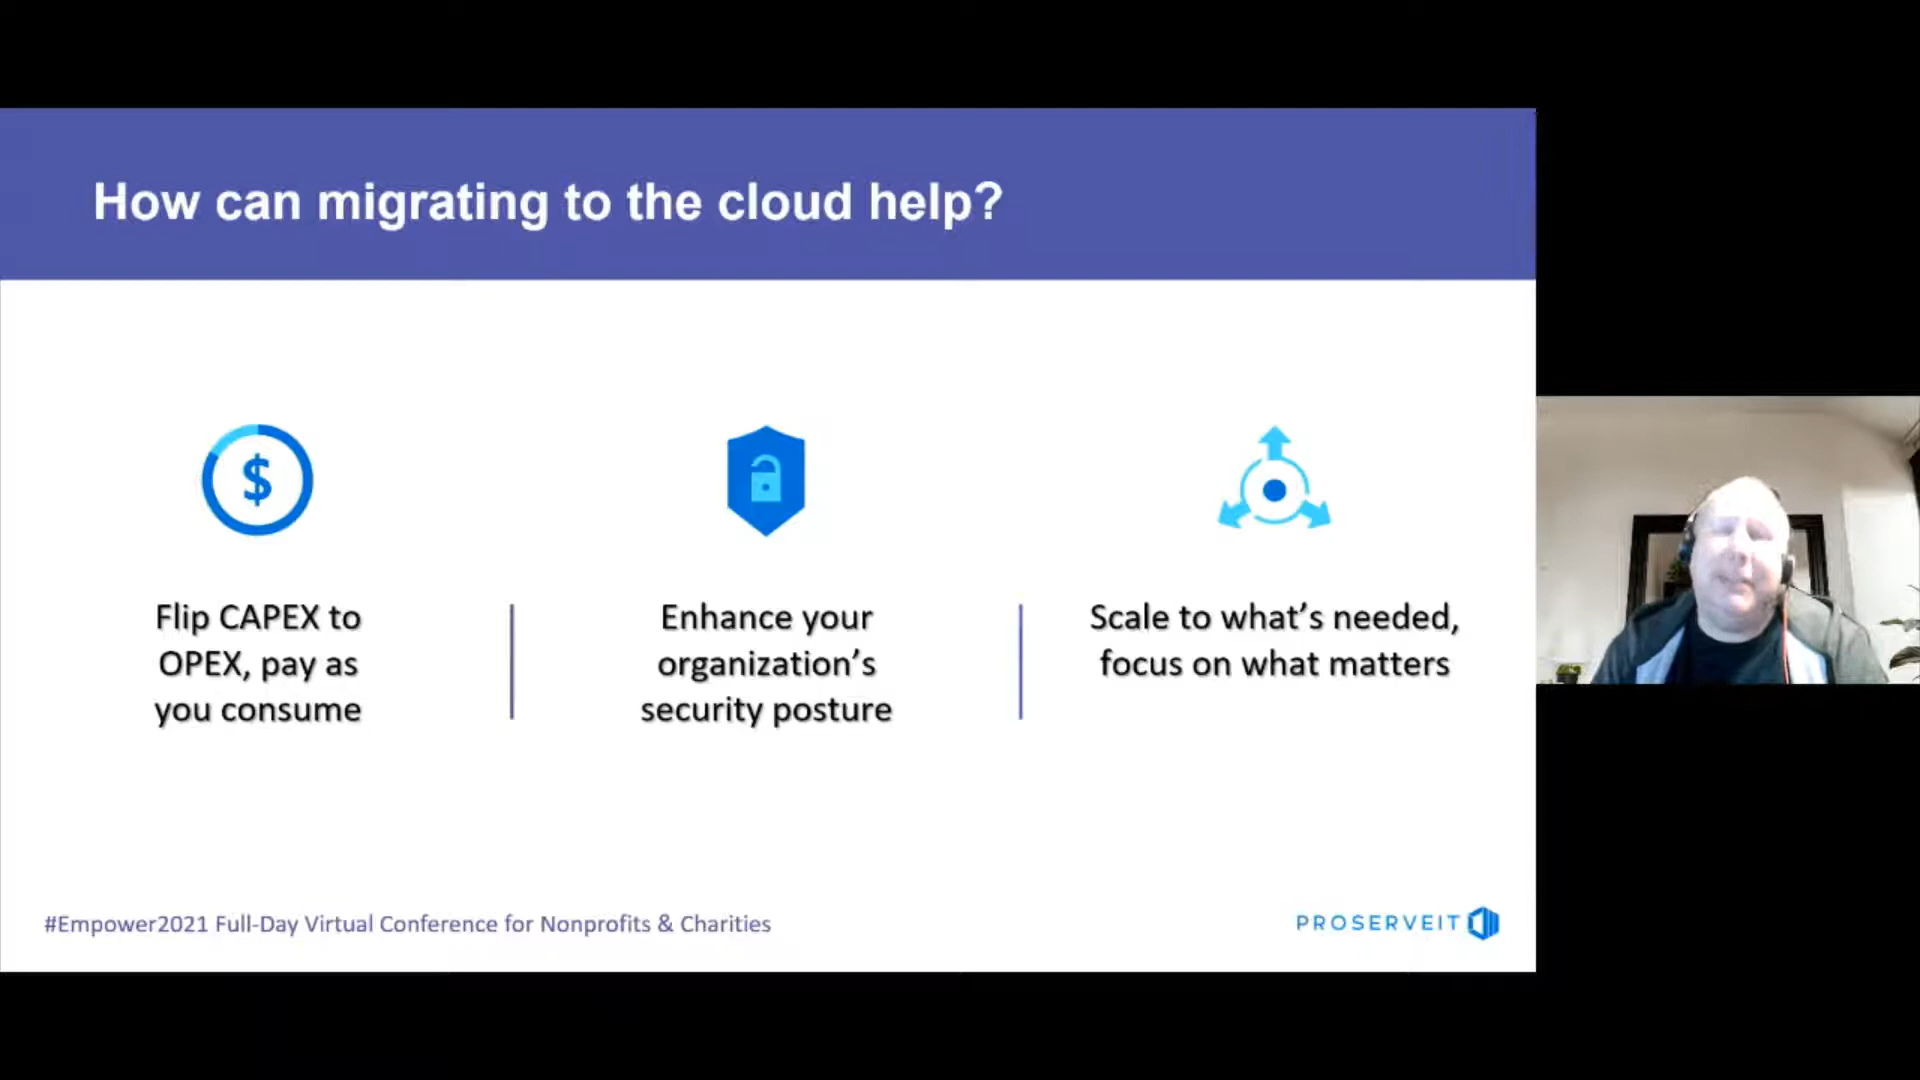 How can migrating to the cloud help?
$
Flip CAPEX to
OPEX, pay as
you consume
Enhance your
organization’s
security posture
Scale to what’s needed,
focus on what matters
#Empower2021 Full-Day Virtual Conference for Nonprofits & Charities
PROSERVEIT